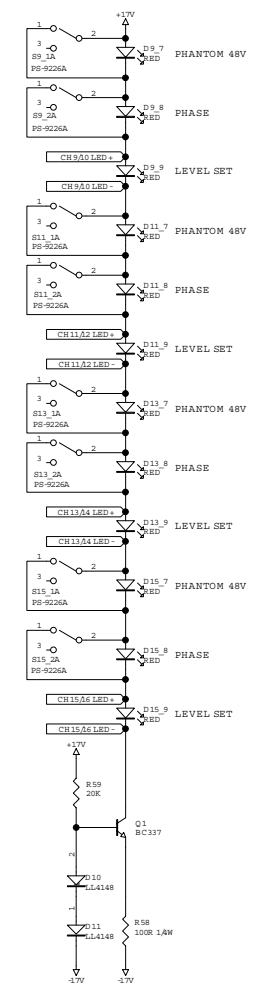 +17V
1
2
3
S9_1A
PS-9226A
D9_7
RED
PHANTOM 48V
1
2
3
S9_2A
PS-9226A
D9_8
RED
PHASE
CH 9/10 LED +
D9_9
RED
LEVEL SET
CH 9/10 LED -
1
2
3
S11_1A
PS-9226A
D11_7
RED
PHANTOM 48V
1
2
3
S11_2A
PS-9226A
D11_8
RED
PHASE
CH 11/12 LED +
D11_9
RED
LEVEL SET
CH 11/12 LED -
1
2
3
S13_1A
PS-9226A
D13_7
RED
PHANTOM 48V
1
2
3
S13_2A
PS-9226A
D13_8
RED
PHASE
CH 13/14 LED +
D13_9
RED
LEVEL SET
CH 13/14 LED -
1
2
3
S15_1A
PS-9226A
D15_7
RED
PHANTOM 48V
1
2
3
S15_2A
PS-9226A
D15_8
RED
PHASE
CH 15/16 LED +
D15_9
RED
LEVEL SET
CH 15/16 LED -
+17V
R59
20K
Q1
BC337
2
D10
LL4148
1
D11
LL4148
R58
100R 1/4W
-17V
-17V